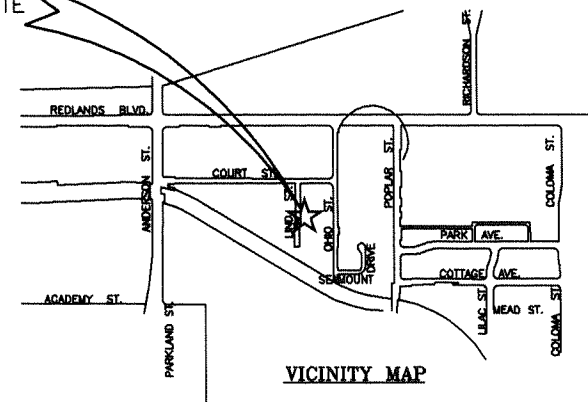 TE
RICHARDSON ST.
REDLANDS BLVD.
ANDERSON ST.
COURT ST.
LINDA ST.
OHIO ST.
POPLAR ST.
COLOMA ST.
PARK AVE.
SEAMOUNT DRIVE
COTTAGE AVE.
ACADEMY ST.
PARKLAND ST.
LILAC ST.
MEAD ST.
COLOMA ST.
VICINITY MAP